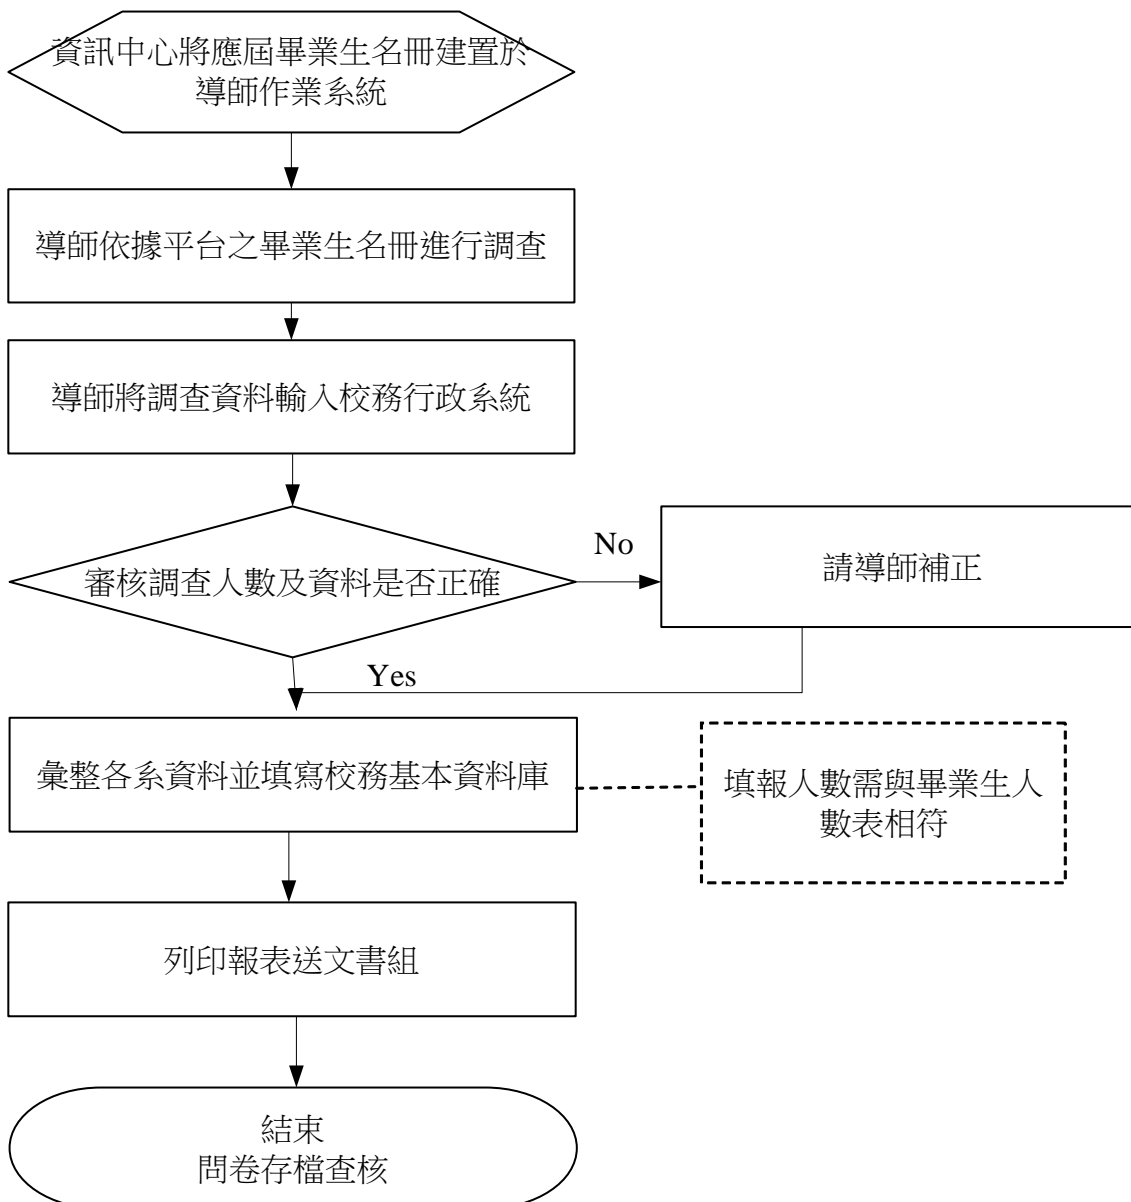 資訊中心將應屆畢業生名冊建置於
導師作業系統
導師依據平台之畢業生名冊進行調查
導師將調查資料輸入校務行政系統
審核調查人數及資料是否正確
No
請導師補正
Yes
彙整各系資料並填寫校務基本資料庫
填報人數需與畢業生人
數表相符
列印報表送文書組
結束
問卷存檔查核